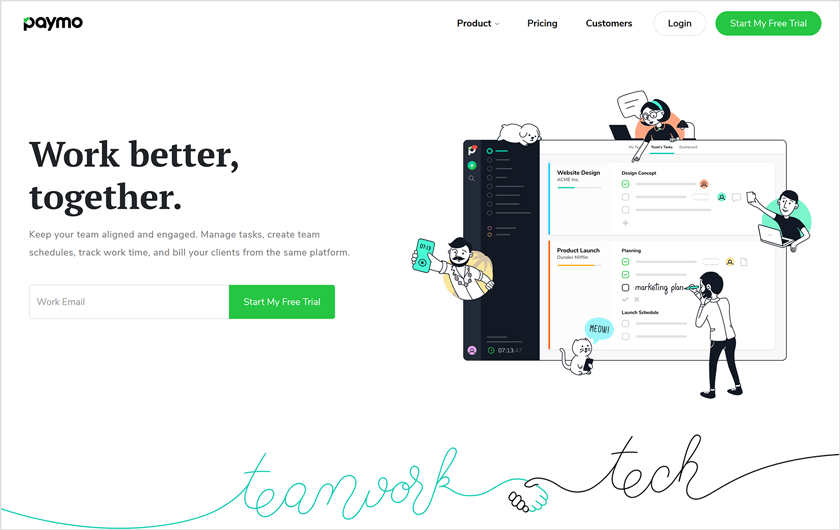 paymo
Product
Pricing
Customers
Login
Start My Free Trial
Work better,
together.
Keep your team aligned and engaged. Manage tasks, create team
schedules, track work time, and bill your clients from the same platform.
Work Email
Start My Free Trial
Team's Tasks
Dashboard
Website Design
ACME Inc.
Design Concept
07:13
Product Launch
Dunder Mifflin
Planning
marketing plan
Launch Schedule
MEOW!
07:13:47
teamwork
tech